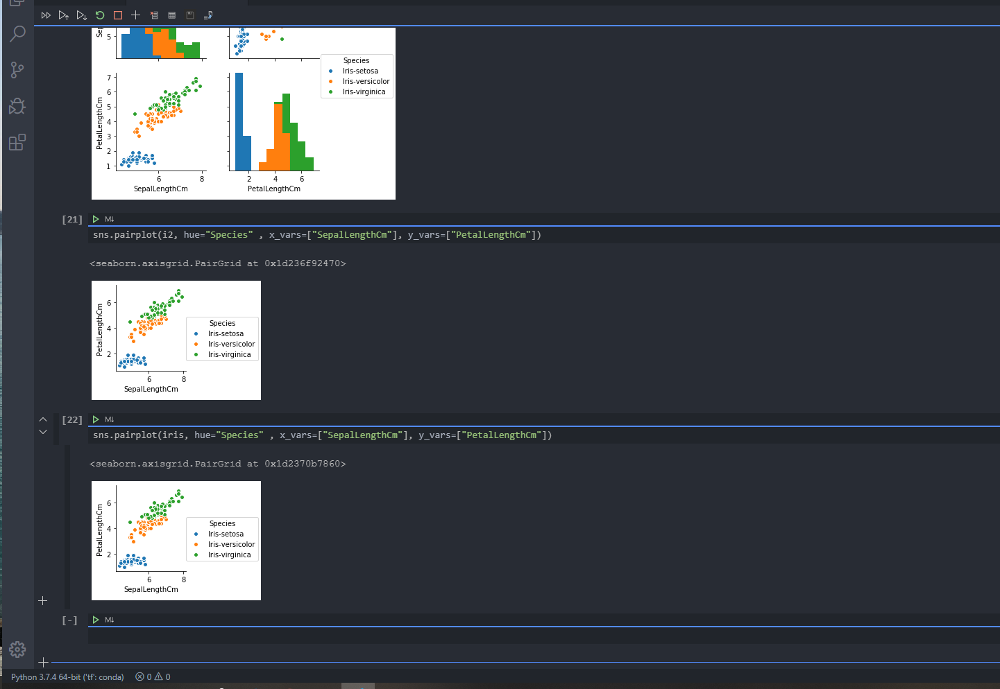 5
Species
Iris-setosa
Iris-versicolor
Iris-virginica
7
6
5
4
3
2
1
PetalLengthCm
6 8
SepalLengthCm
2 4 6
PetalLengthCm
[21] M↓
sns.pairplot(i2, hue="Species" , x_vars=["SepalLengthCm"], y_vars=["PetalLengthCm"])
<seaborn.axisgrid.PairGrid at 0x1d236f92470>
6
4
2
PetalLengthCm
Species
Iris-setosa
Iris-versicolor
Iris-virginica
6 8
SepalLengthCm
[22] M↓
sns.pairplot(iris, hue="Species" , x_vars=["SepalLengthCm"], y_vars=["PetalLengthCm"])
<seaborn.axisgrid.PairGrid at 0x1d2370b7860>
6
4
2
PetalLengthCm
Species
Iris-setosa
Iris-versicolor
Iris-virginica
6 8
SepalLengthCm
[-] M↓
Python 3.7.4 64-bit ('tf': conda) 0 0